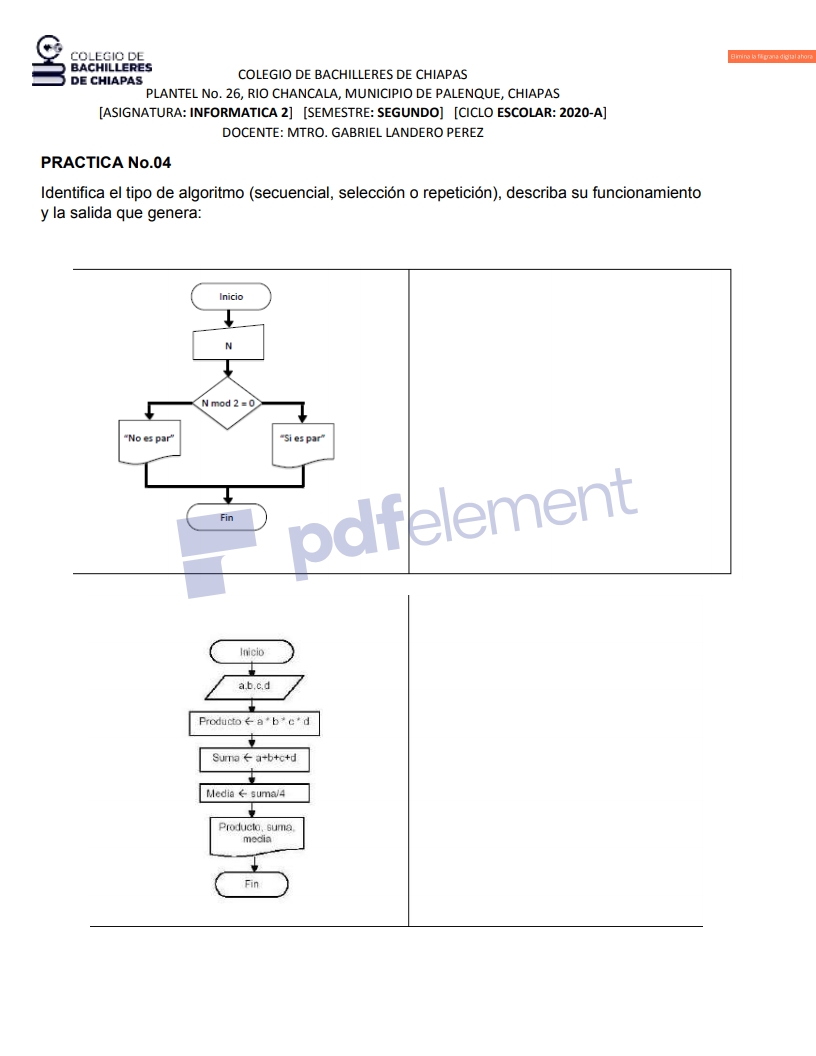 COLEGIO DE
BACHILLERES
DE CHIAPAS
Elimina la filigrana digital ahora
COLEGIO DE BACHILLERES DE CHIAPAS
PLANTEL No. 26, RIO CHANCALA, MUNICIPIO DE PALENQUE, CHIAPAS
[ASIGNATURA: INFORMATICA 2] [SEMESTRE: SEGUNDO] [CICLO ESCOLAR: 2020-A]
DOCENTE: MTRO. GABRIEL LANDERO PEREZ
PRACTICA No.04
Identifica el tipo de algoritmo (secuencial, selección o repetición), describa su funcionamiento
y la salida que genera:
Inicio
N
N mod 2 = 0
"No es par"
"Si es par"
Fin
pdfelement
Inicio
a,b,c,d
Producto ← a * b * c * d
Suma ← a+b+c+d
Media ← suma/4
Producto, suma,
media
Fin